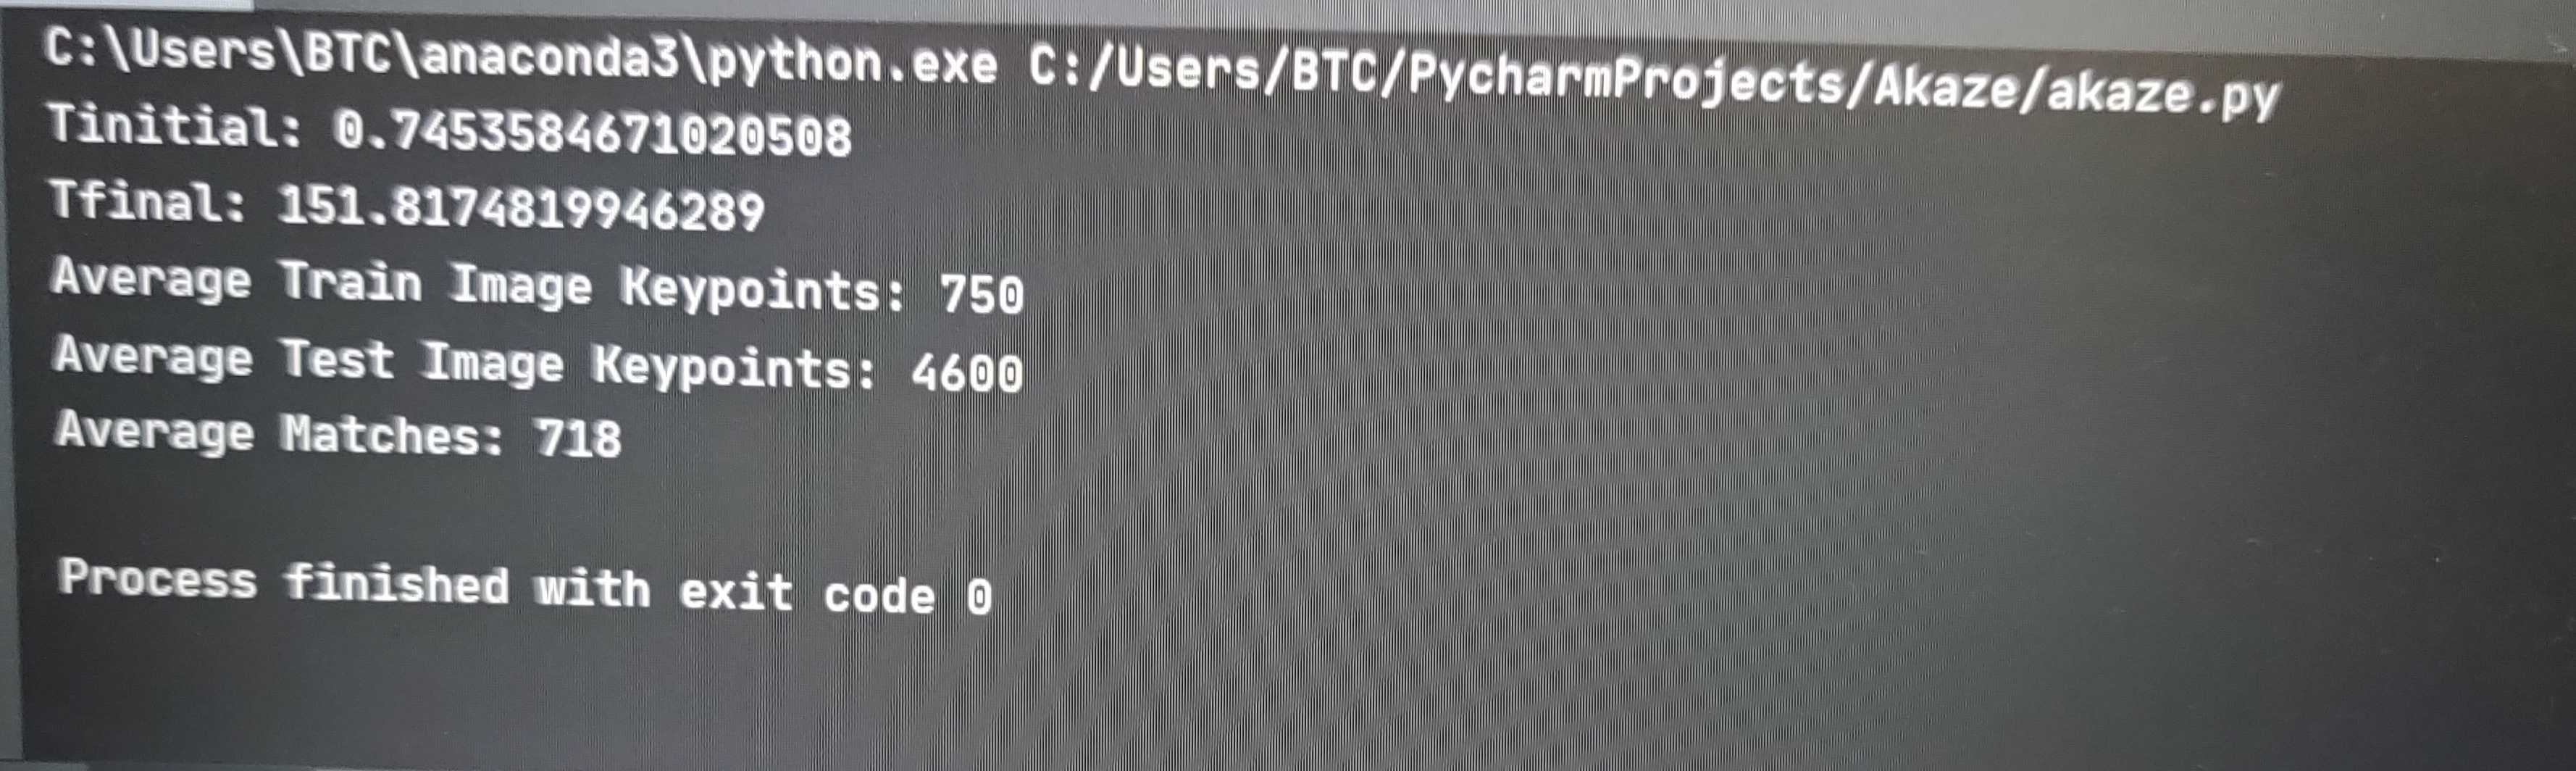 C:\Users\BTC\anaconda3\python.exe C:/Users/BTC/PycharmProjects/Akaze/akaze.py
Tinitial: 0.7453584671020508
Tfinal: 151.8174819946289
Average Train Image Keypoints: 750
Average Test Image Keypoints: 4600
Average Matches: 718
Process finished with exit code 0